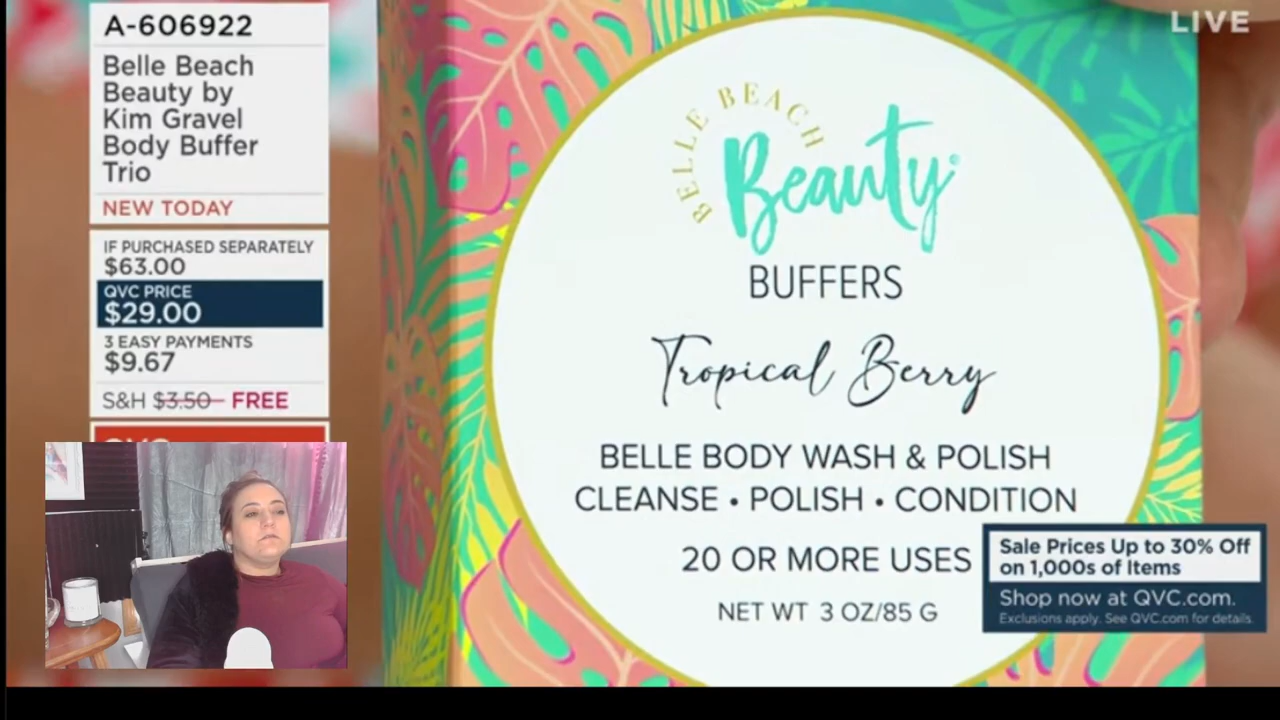 A-606922
Belle Beach
Beauty by
Kim Gravel
Body Buffer
Trio
NEW TODAY
IF PURCHASED SEPARATELY
$63.00
QVC PRICE
$29.00
3 EASY PAYMENTS
$9.67
S&H $3.50 FREE
QVC
LIVE
BELLE BEACH
Beauty
BUFFERS
Tropical Berry
BELLE BODY WASH & POLISH
CLEANSE • POLISH • CONDITION
20 OR MORE USES
NET WT 3 OZ/85 G
Sale Prices Up to 30% Off
on 1,000s of Items
Shop now at QVC.com.
Exclusions apply. See QVC.com for details.